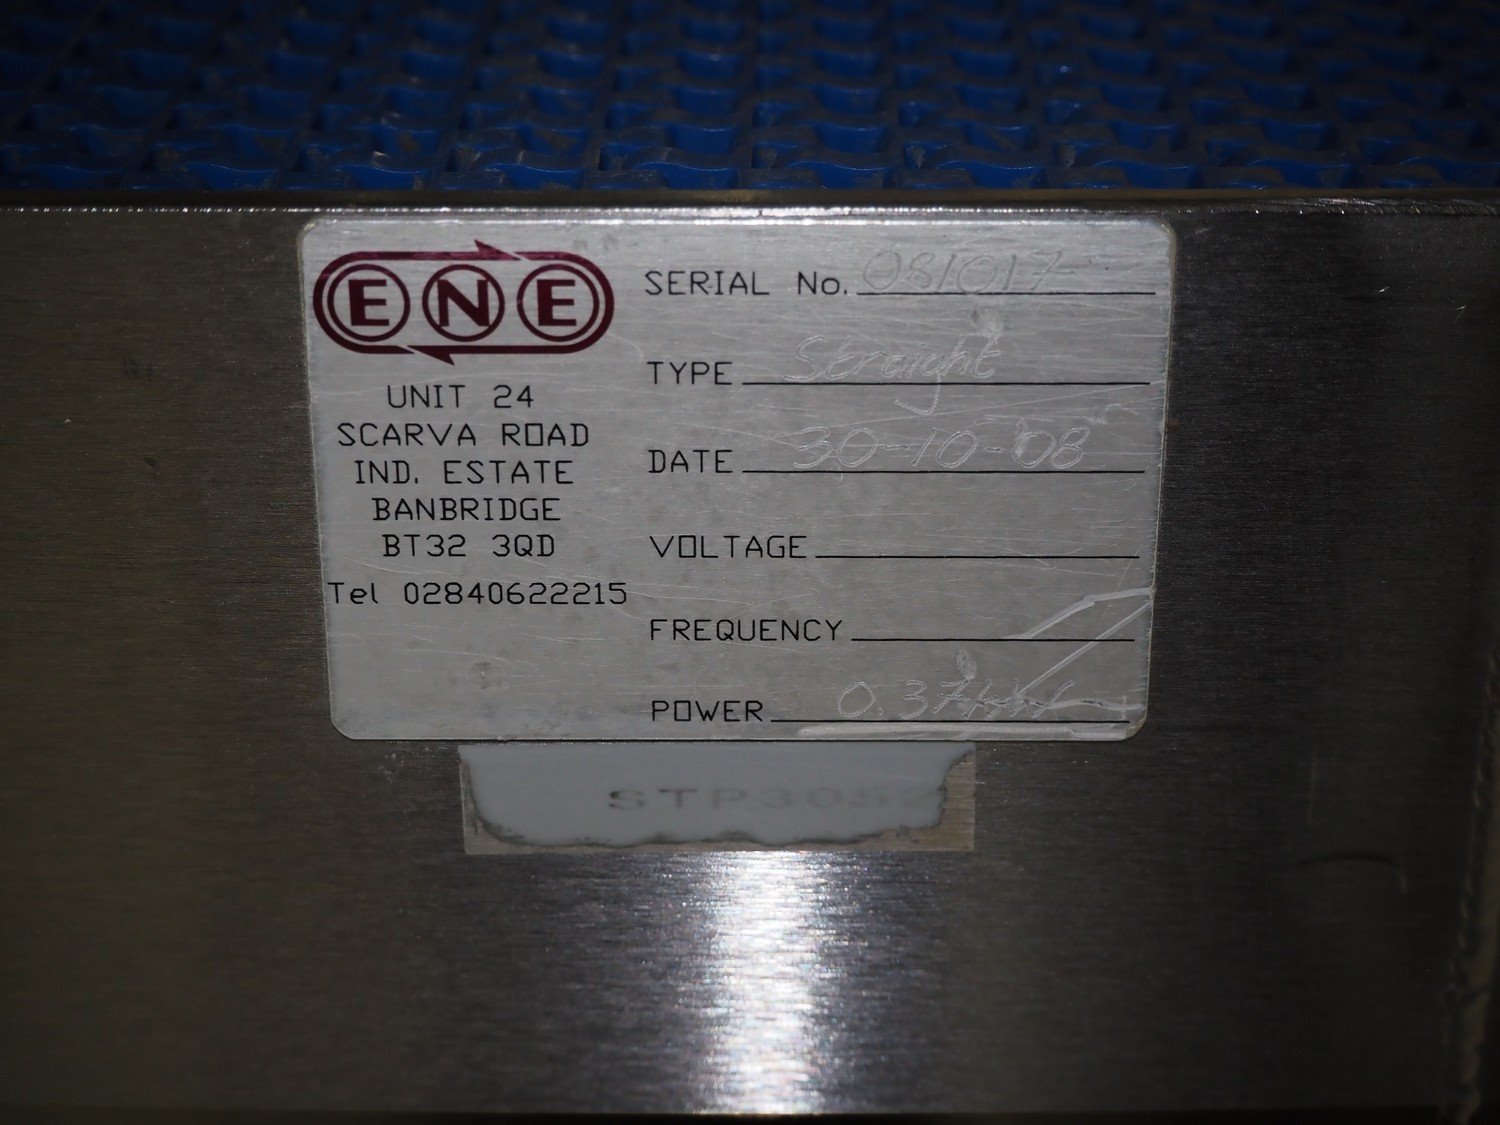 ENE
UNIT 24
SCARVA ROAD
IND. ESTATE
BANBRIDGE
BT32 3QD
Tel 02840622215
SERIAL No. 081017
TYPE Straight
DATE 30-10-08
VOLTAGE
FREQUENCY
POWER 0.37kW